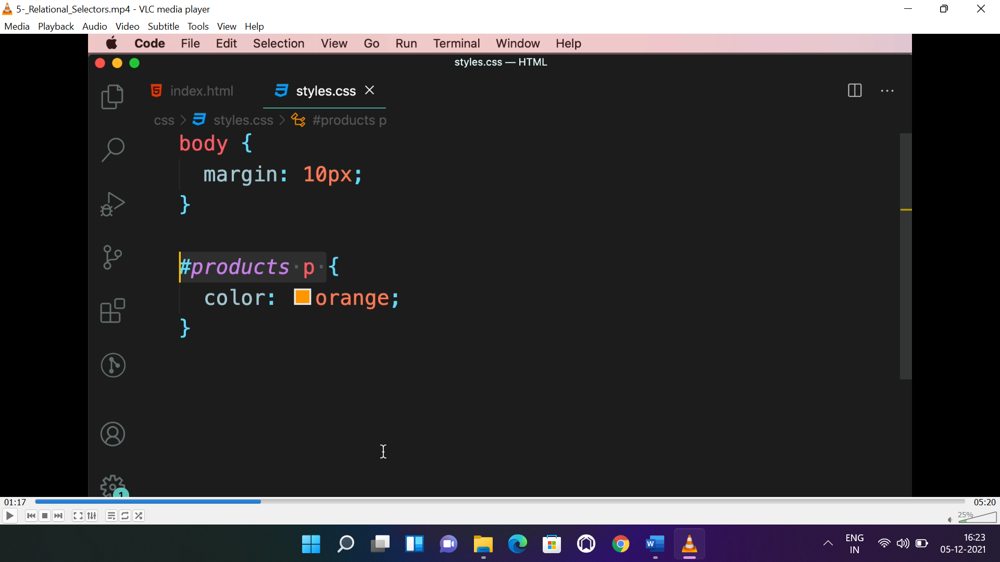 5-_Relational_Selectors.mp4 - VLC media player
Media Playback Audio Video Subtitle Tools View Help
Code File Edit Selection View Go Run Terminal Window Help
styles.css — HTML
index.html styles.css
css > styles.css > #products p
body {
margin: 10px;
}
#products p {
color: orange;
}
1
01:17 05:20
25%
ENG
IN
16:23
05-12-2021